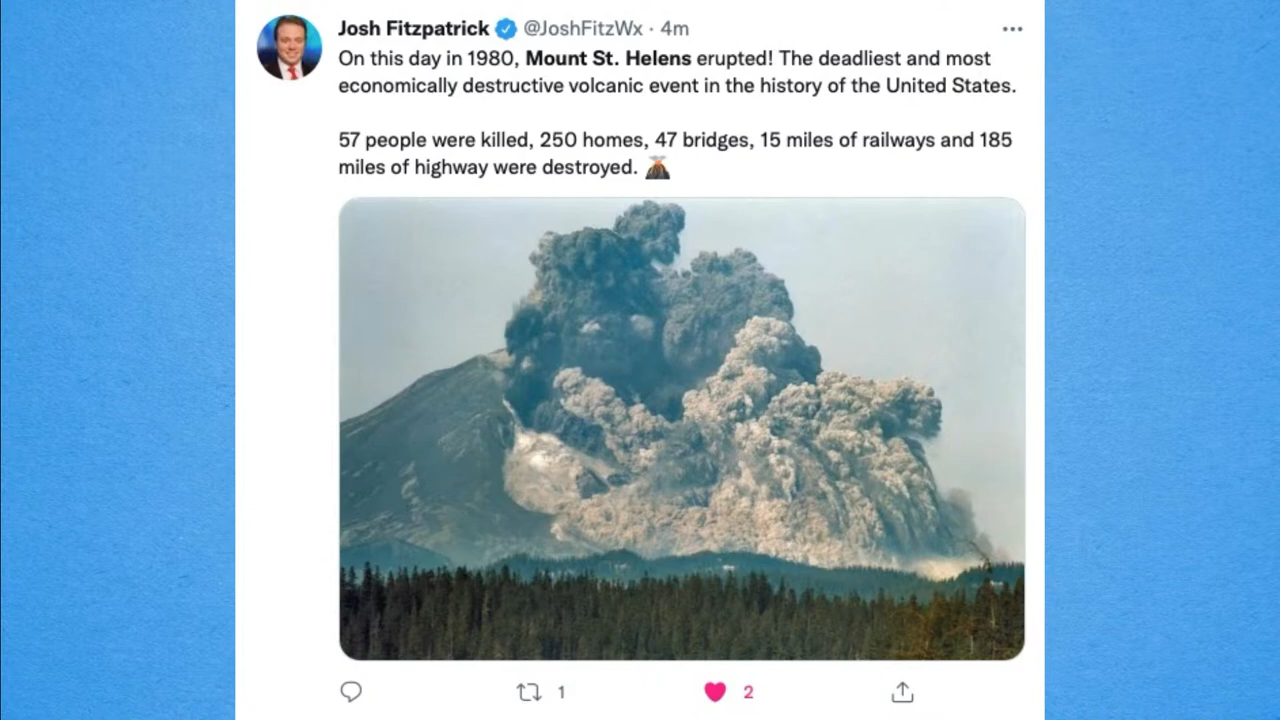 Josh Fitzpatrick @JoshFitzWx · 4m
On this day in 1980, Mount St. Helens erupted! The deadliest and most
economically destructive volcanic event in the history of the United States.
57 people were killed, 250 homes, 47 bridges, 15 miles of railways and 185
miles of highway were destroyed. 🌋
1 2